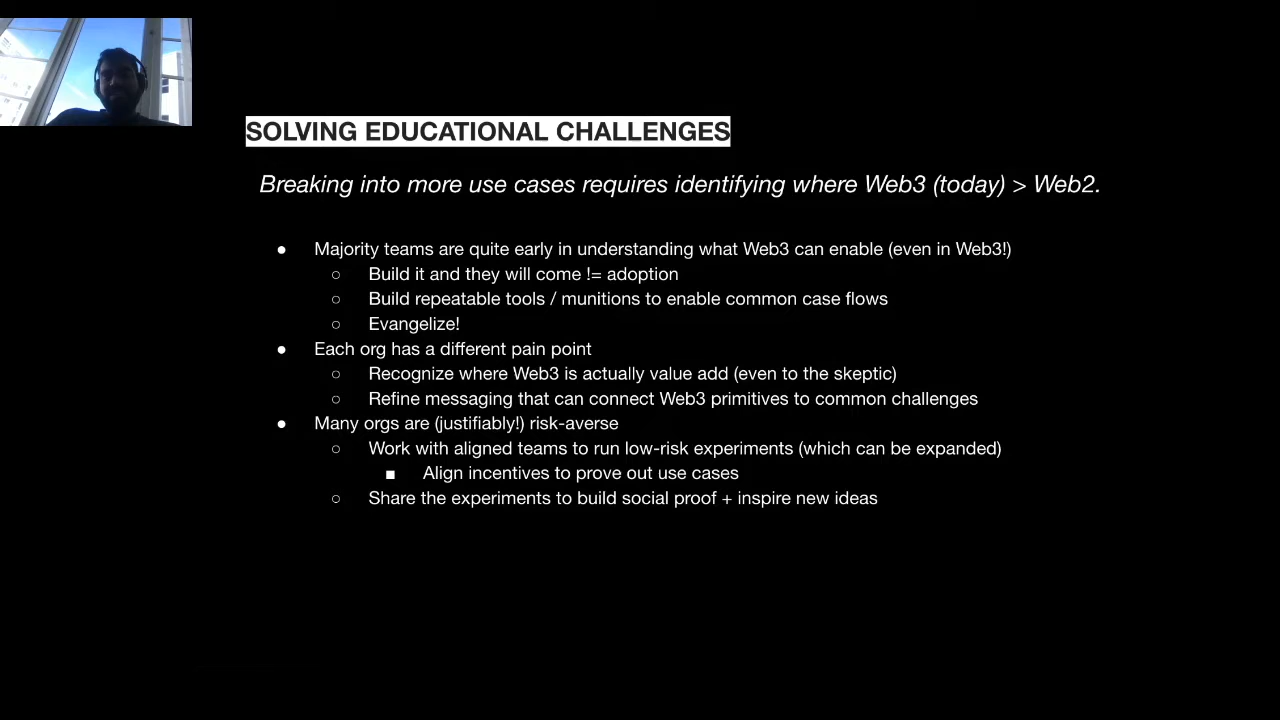 SOLVING EDUCATIONAL CHALLENGES
Breaking into more use cases requires identifying where Web3 (today) > Web2.
● Majority teams are quite early in understanding what Web3 can enable (even in Web3!)
○ Build it and they will come != adoption
○ Build repeatable tools / munitions to enable common case flows
○ Evangelize!
● Each org has a different pain point
○ Recognize where Web3 is actually value add (even to the skeptic)
○ Refine messaging that can connect Web3 primitives to common challenges
● Many orgs are (justifiably!) risk-averse
○ Work with aligned teams to run low-risk experiments (which can be expanded)
■ Align incentives to prove out use cases
○ Share the experiments to build social proof + inspire new ideas